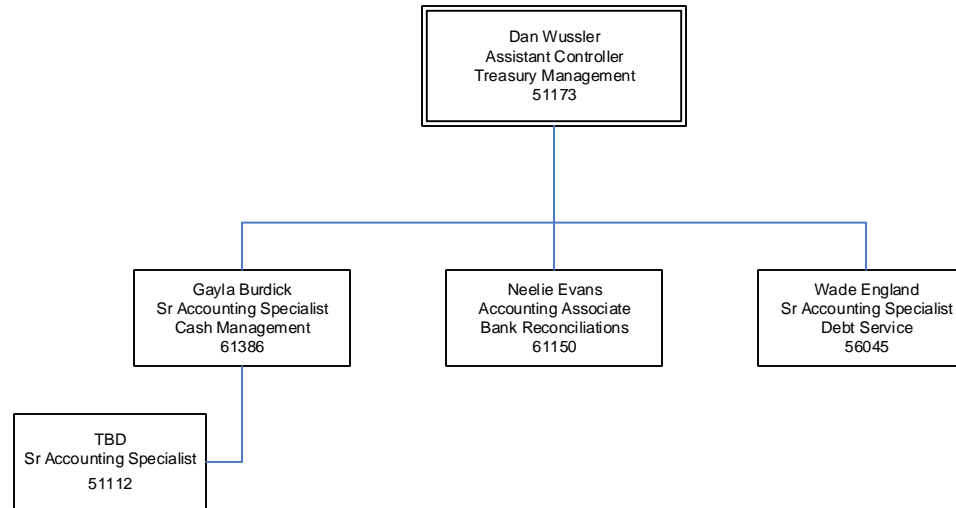 Dan Wussler
Assistant Controller
Treasury Management
51173
Gayla Burdick
Sr Accounting Specialist
Cash Management
61386
Neelie Evans
Accounting Associate
Bank Reconciliations
61150
Wade England
Sr Accounting Specialist
Debt Service
56045
TBD
Sr Accounting Specialist
51112